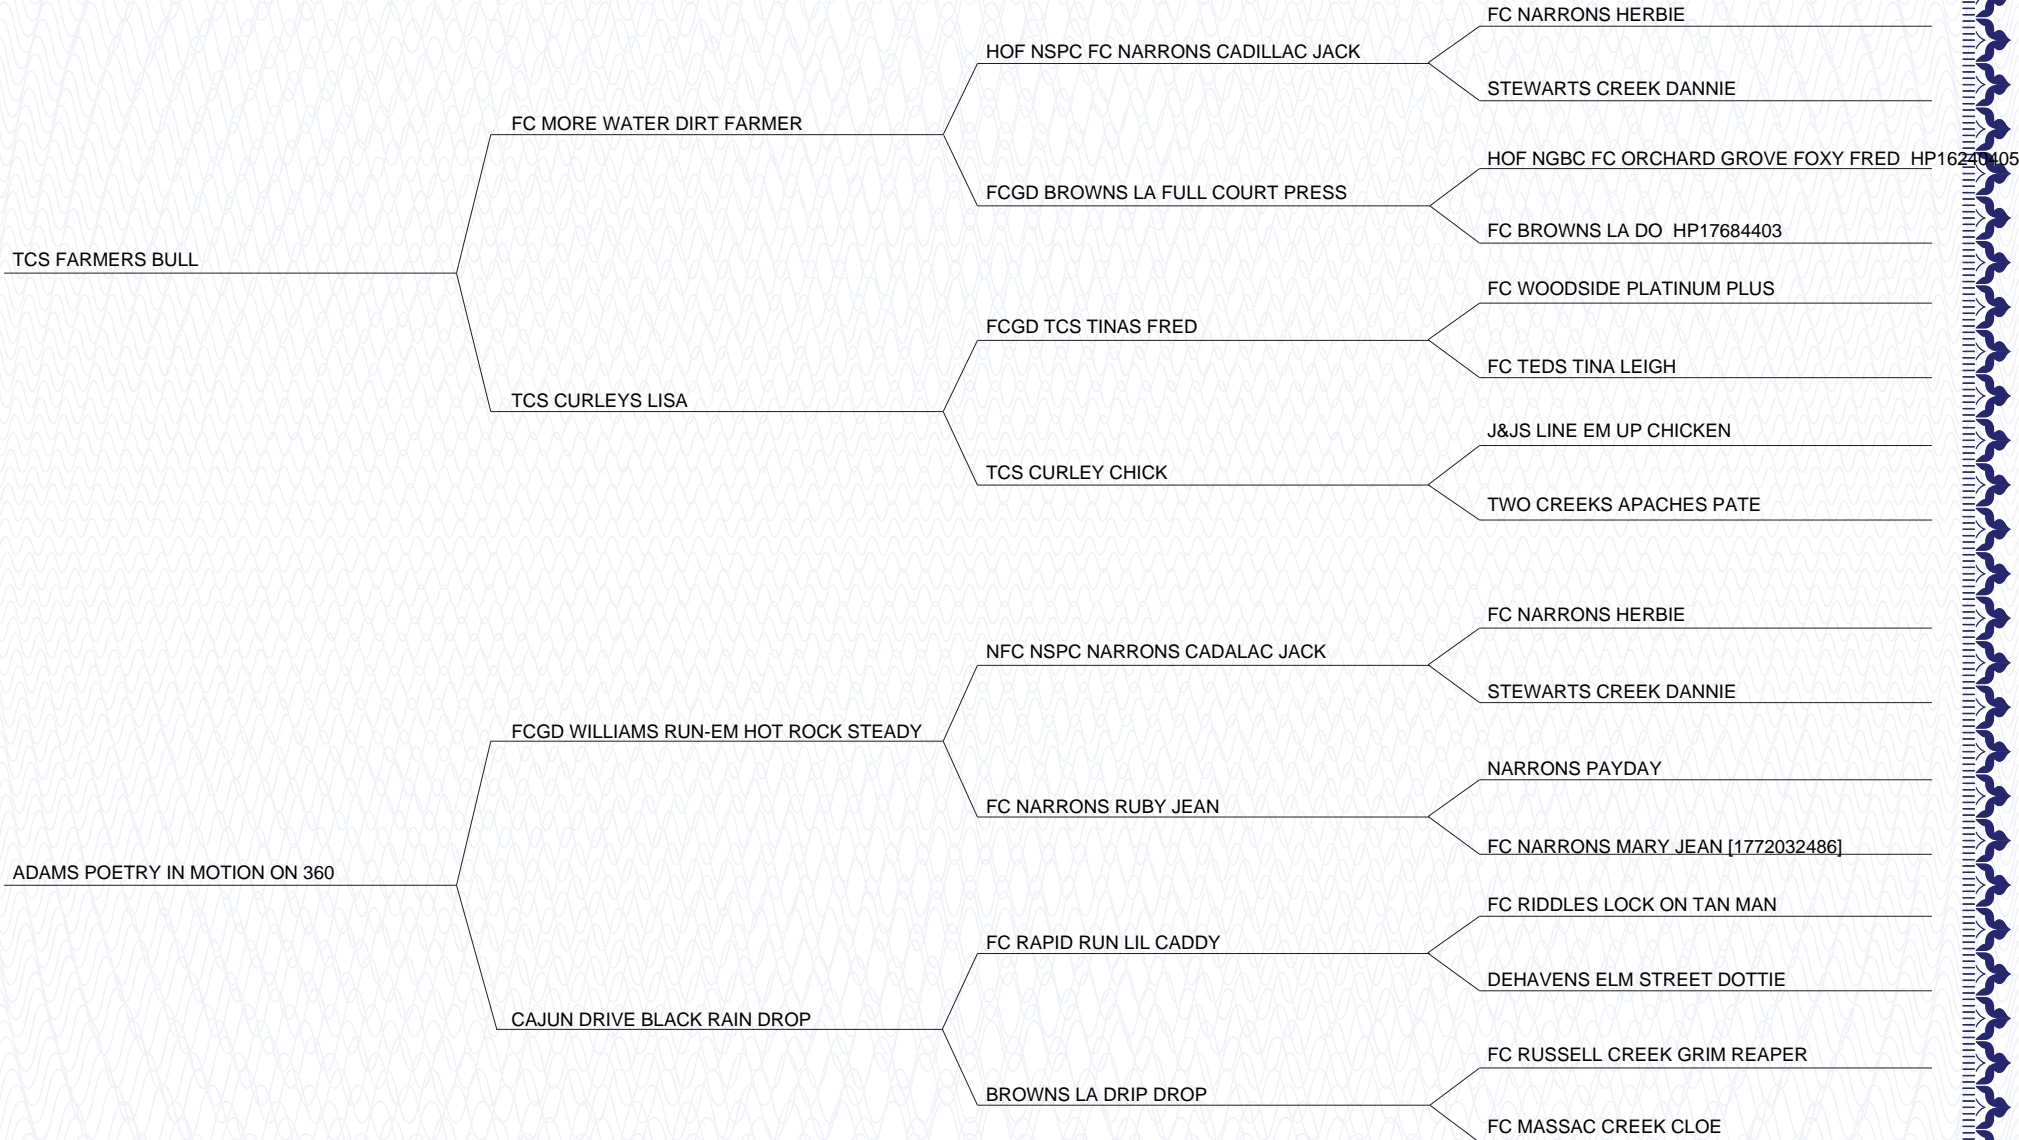 FC NARRONS HERBIE
HOF NSPC FC NARRONS CADILLAC JACK
STEWARTS CREEK DANNIE
FC MORE WATER DIRT FARMER
HOF NGBC FC ORCHARD GROVE FOXY FRED HP16240405
FCGD BROWNS LA FULL COURT PRESS
FC BROWNS LA DO HP17684403
TCS FARMERS BULL
FC WOODSIDE PLATINUM PLUS
FCGD TCS TINAS FRED
FC TEDS TINA LEIGH
TCS CURLEYS LISA
J&JS LINE EM UP CHICKEN
TCS CURLEY CHICK
TWO CREEKS APACHES PATE
FC NARRONS HERBIE
NFC NSPC NARRONS CADALAC JACK
STEWARTS CREEK DANNIE
FCGD WILLIAMS RUN-EM HOT ROCK STEADY
NARRONS PAYDAY
FC NARRONS RUBY JEAN
FC NARRONS MARY JEAN [1772032486]
ADAMS POETRY IN MOTION ON 360
FC RIDDLES LOCK ON TAN MAN
FC RAPID RUN LIL CADDY
DEHAVENS ELM STREET DOTTIE
CAJUN DRIVE BLACK RAIN DROP
FC RUSSELL CREEK GRIM REAPER
BROWNS LA DRIP DROP
FC MASSAC CREEK CLOE